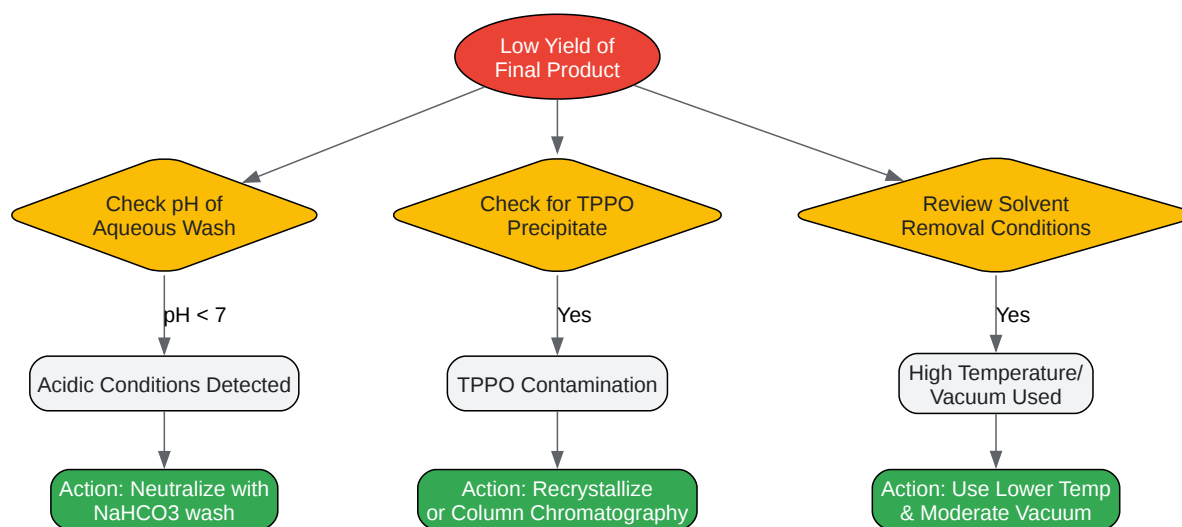 Low Yield of
Final Product
Check pH of
Aqueous Wash
Check for TPPO
Precipitate
Review Solvent
Removal Conditions
pH < 7
Yes
Yes
Acidic Conditions Detected
TPPO Contamination
High Temperature/
Vacuum Used
Action: Neutralize with
NaHCO3 wash
Action: Recrystallize
or Column Chromatography
Action: Use Lower Temp
& Moderate Vacuum